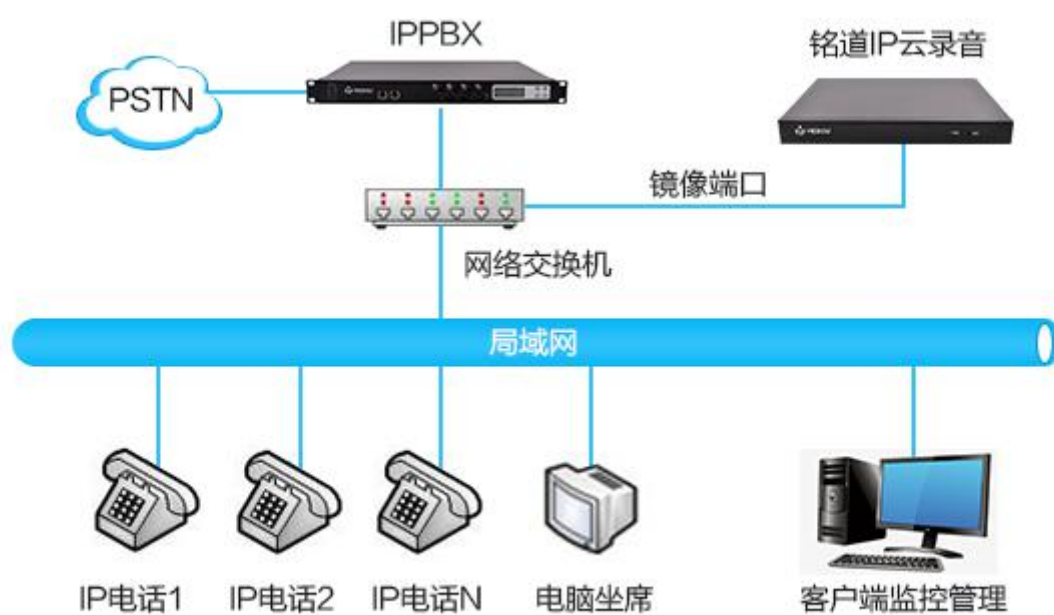 IPPBX
铭道IP云录音
PSTN
镜像端口
网络交换机
局域网
IP电话1
IP电话2
IP电话N
电脑坐席
客户端监控管理